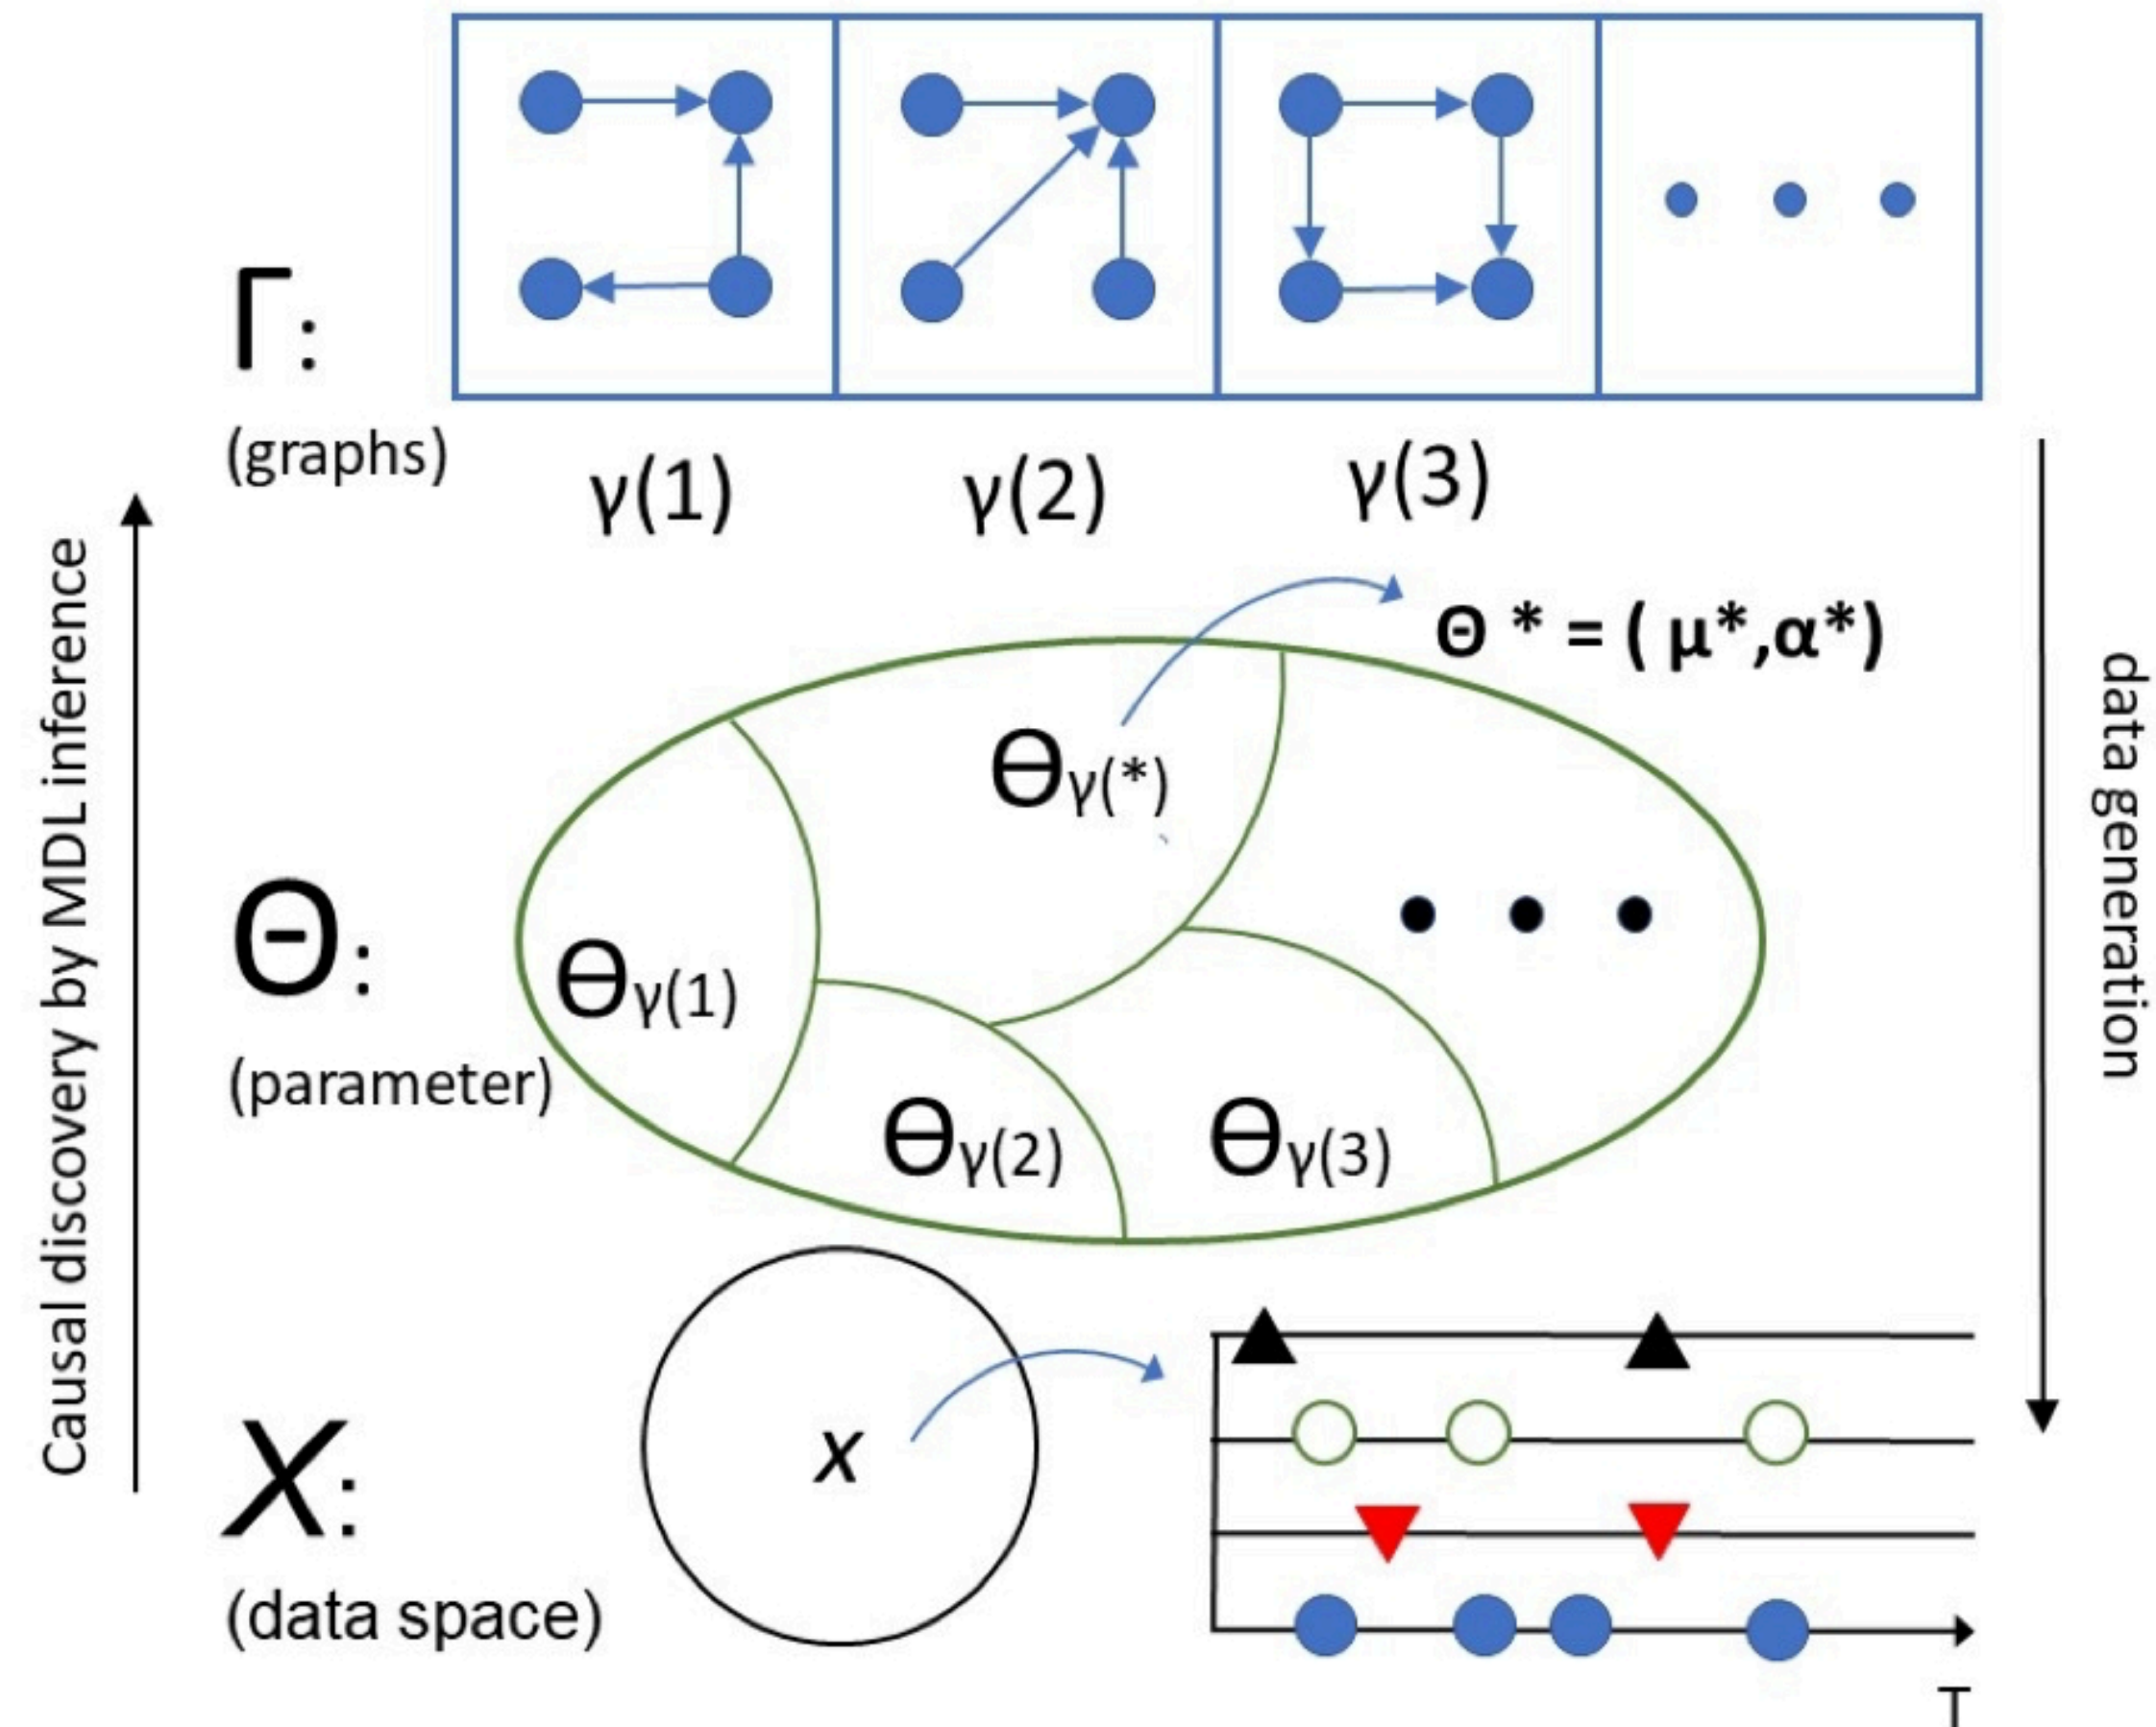 Γ:
(graphs)
γ(1)
γ(2)
γ(3)
Θ * = ( μ*,α*)
Θγ(*)
Θ:
(parameter)
Θγ(1)
Θγ(2)
Θγ(3)
X:
(data space)
x
T
Causal discovery by MDL inference
data generation